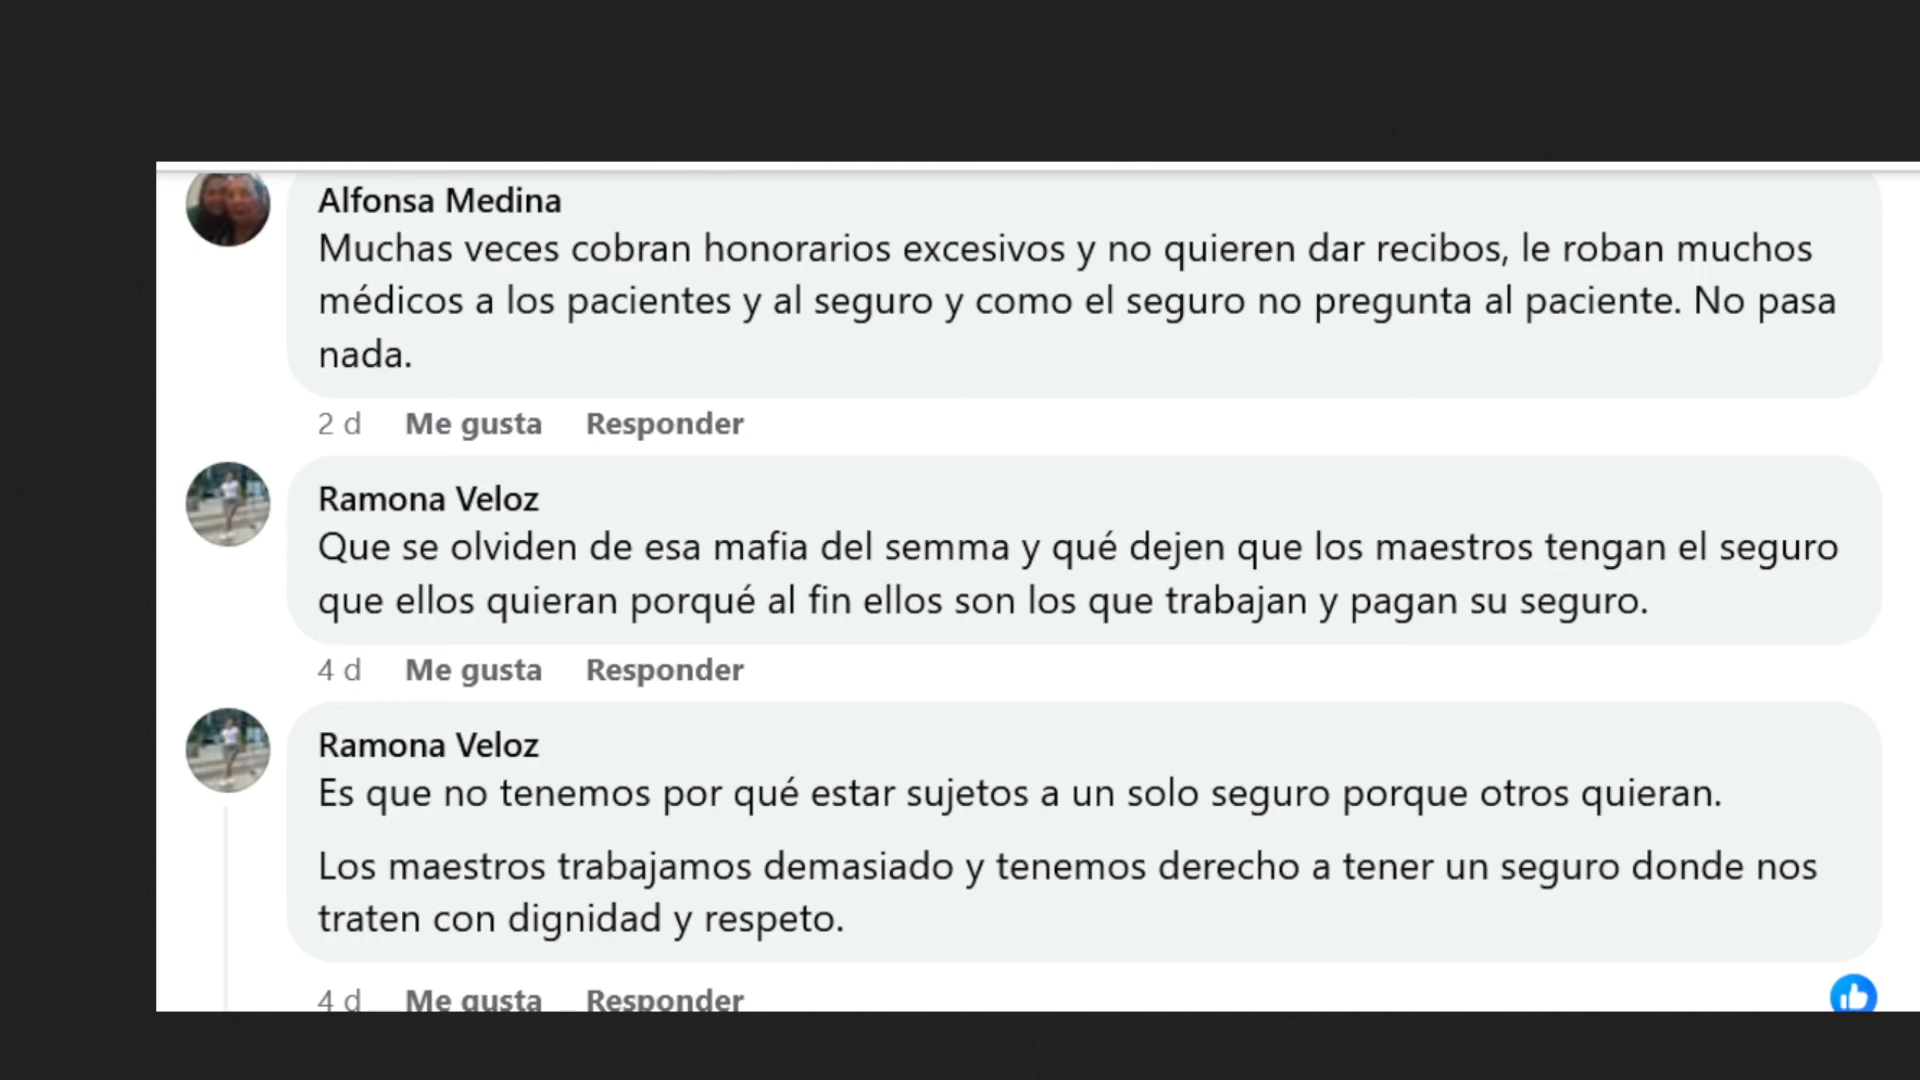 Alfonsa Medina
Muchas veces cobran honorarios excesivos y no quieren dar recibos, le roban muchos
médicos a los pacientes y al seguro y como el seguro no pregunta al paciente. No pasa
nada.
2 d Me gusta Responder
Ramona Veloz
Que se olviden de esa mafia del semma y qué dejen que los maestros tengan el seguro
que ellos quieran porqué al fin ellos son los que trabajan y pagan su seguro.
4 d Me gusta Responder
Ramona Veloz
Es que no tenemos por qué estar sujetos a un solo seguro porque otros quieran.
Los maestros trabajamos demasiado y tenemos derecho a tener un seguro donde nos
traten con dignidad y respeto.
4 d Me gusta Responder